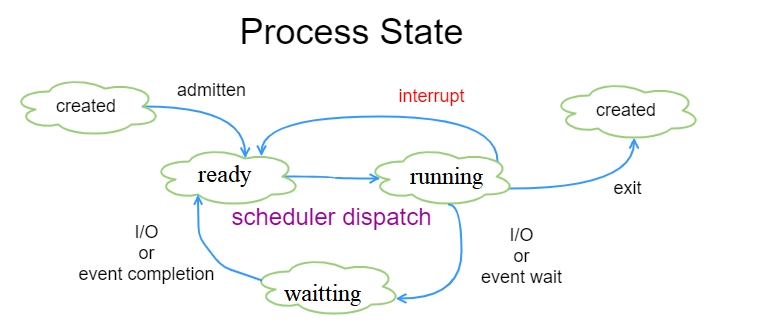 Process State
created
admitten
interrupt
created
ready
running
exit
scheduler dispatch
I/O
or
event completion
I/O
or
event wait
waitting